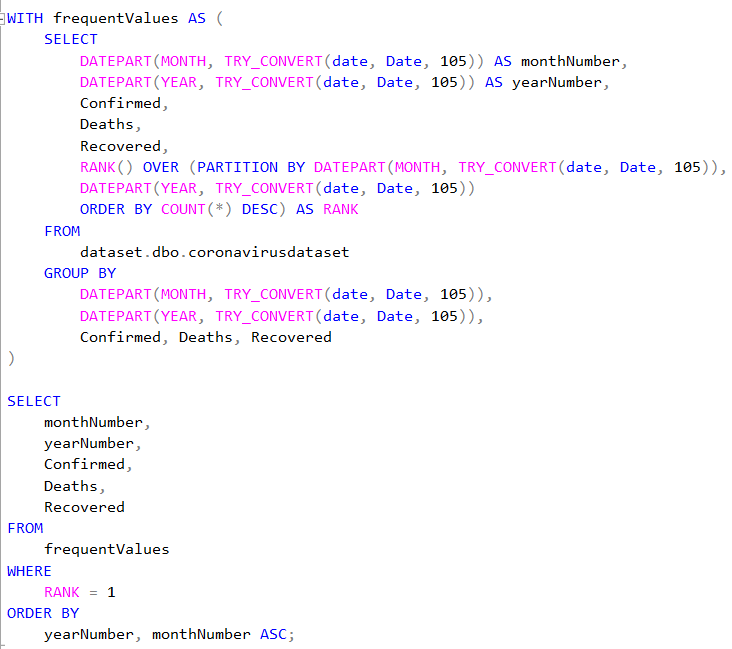 WITH frequentValues AS (
    SELECT
        DATEPART(MONTH, TRY_CONVERT(date, Date, 105)) AS monthNumber,
        DATEPART(YEAR, TRY_CONVERT(date, Date, 105)) AS yearNumber,
        Confirmed,
        Deaths,
        Recovered,
        RANK() OVER (PARTITION BY DATEPART(MONTH, TRY_CONVERT(date, Date, 105)),
        DATEPART(YEAR, TRY_CONVERT(date, Date, 105))
        ORDER BY COUNT(*) DESC) AS RANK
    FROM
        dataset.dbo.coronavirusdataset
    GROUP BY
        DATEPART(MONTH, TRY_CONVERT(date, Date, 105)),
        DATEPART(YEAR, TRY_CONVERT(date, Date, 105)),
        Confirmed, Deaths, Recovered
)

SELECT
    monthNumber,
    yearNumber,
    Confirmed,
    Deaths,
    Recovered
FROM
    frequentValues
WHERE
    RANK = 1
ORDER BY
    yearNumber, monthNumber ASC;